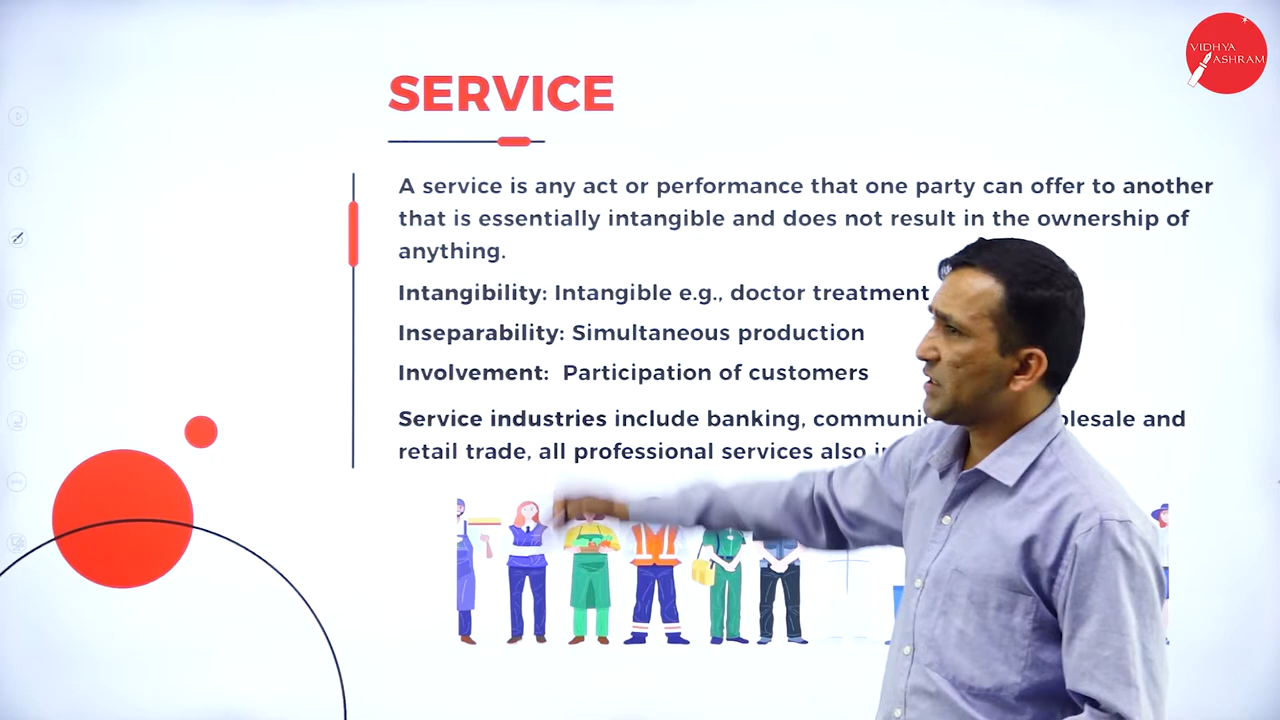 VIDHYA
ASHRAM
SERVICE
A service is any act or performance that one party can offer to another
that is essentially intangible and does not result in the ownership of
anything.
Intangibility: Intangible e.g., doctor treatment
Inseparability: Simultaneous production
Involvement:  Participation of customers
Service industries include banking, and
retail trade, all professional services also